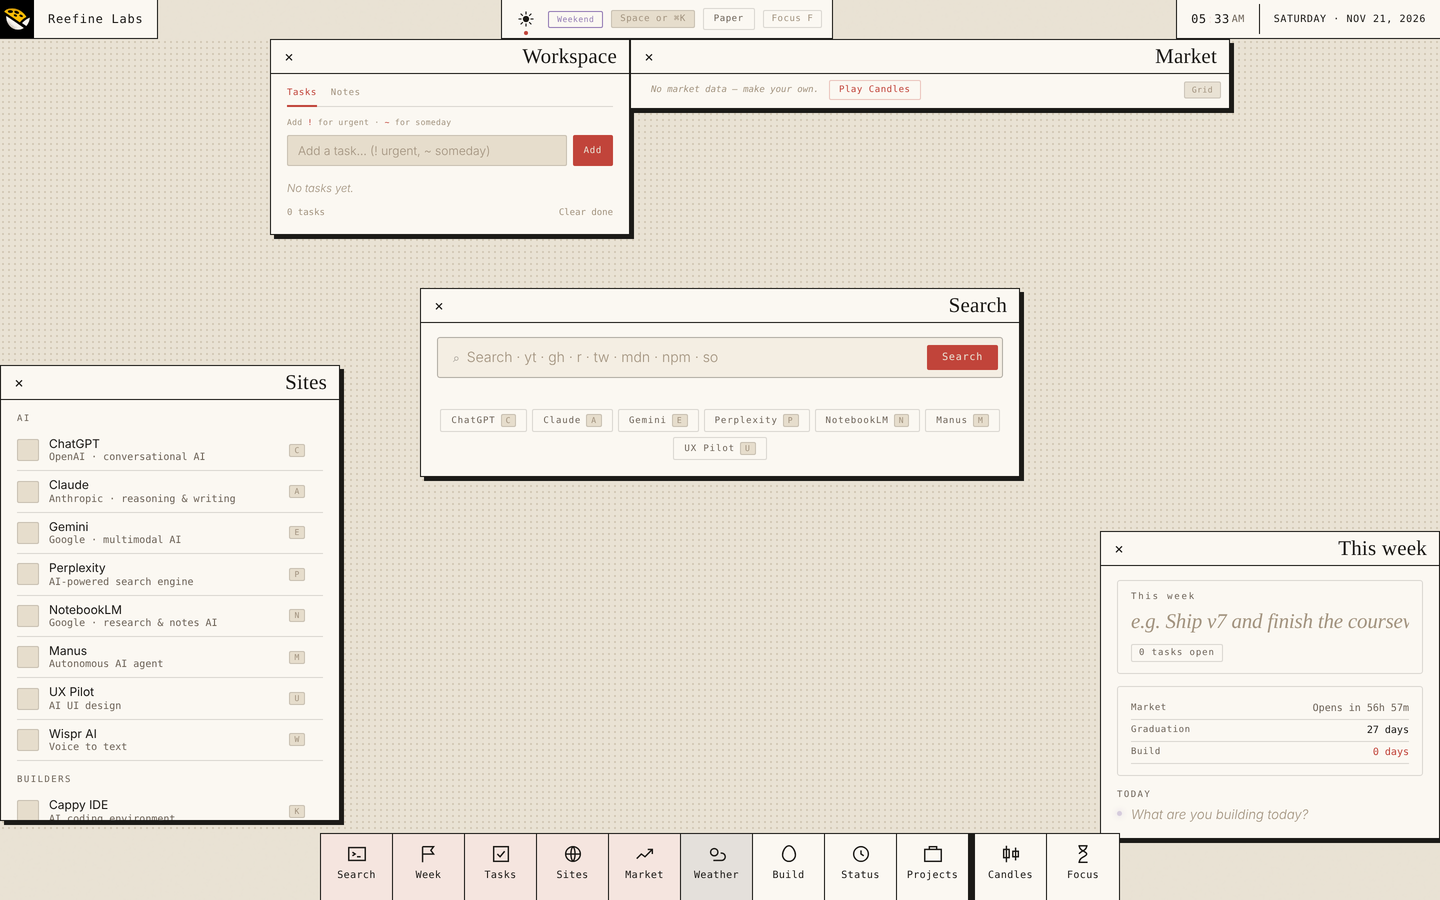 Reefine Labs
Weekend
Space or ⌘K
Paper
Focus F
05 33 AM
SATURDAY · NOV 21, 2026
× Workspace
Tasks Notes
Add ! for urgent · ~ for someday
Add a task... (! urgent, ~ someday)
Add
No tasks yet.
0 tasks Clear done
× Market
No market data — make your own. Play Candles Grid
× Search
Search · yt · gh · r · tw · mdn · npm · so
Search
ChatGPT C Claude A Gemini E Perplexity P NotebookLM N Manus M
UX Pilot U
× Sites
AI
ChatGPT
OpenAI · conversational AI
C
Claude
Anthropic · reasoning & writing
A
Gemini
Google · multimodal AI
E
Perplexity
AI-powered search engine
P
NotebookLM
Google · research & notes AI
N
Manus
Autonomous AI agent
M
UX Pilot
AI UI design
U
Wispr AI
Voice to text
W
BUILDERS
Cappy IDE
AI coding environment
K
× This week
This week
e.g. Ship v7 and finish the coursew
0 tasks open
Market Opens in 56h 57m
Graduation 27 days
Build 0 days
TODAY
What are you building today?
Search Week Tasks Sites Market Weather Build Status Projects Candles Focus